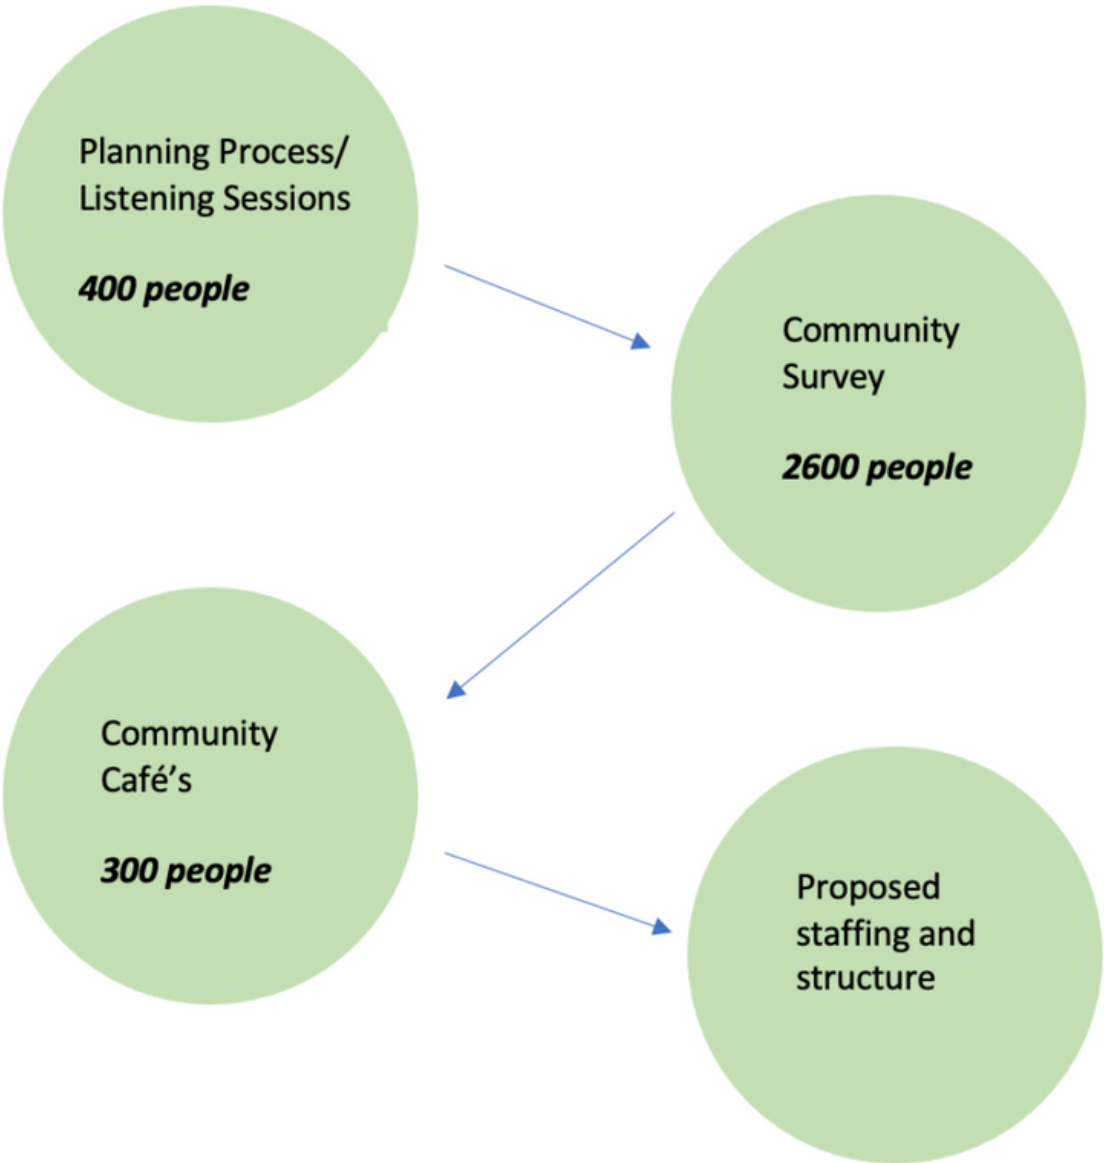 Planning Process/
Listening Sessions
400 people
Community
Survey
2600 people
Community
Café’s
300 people
Proposed
staffing and
structure